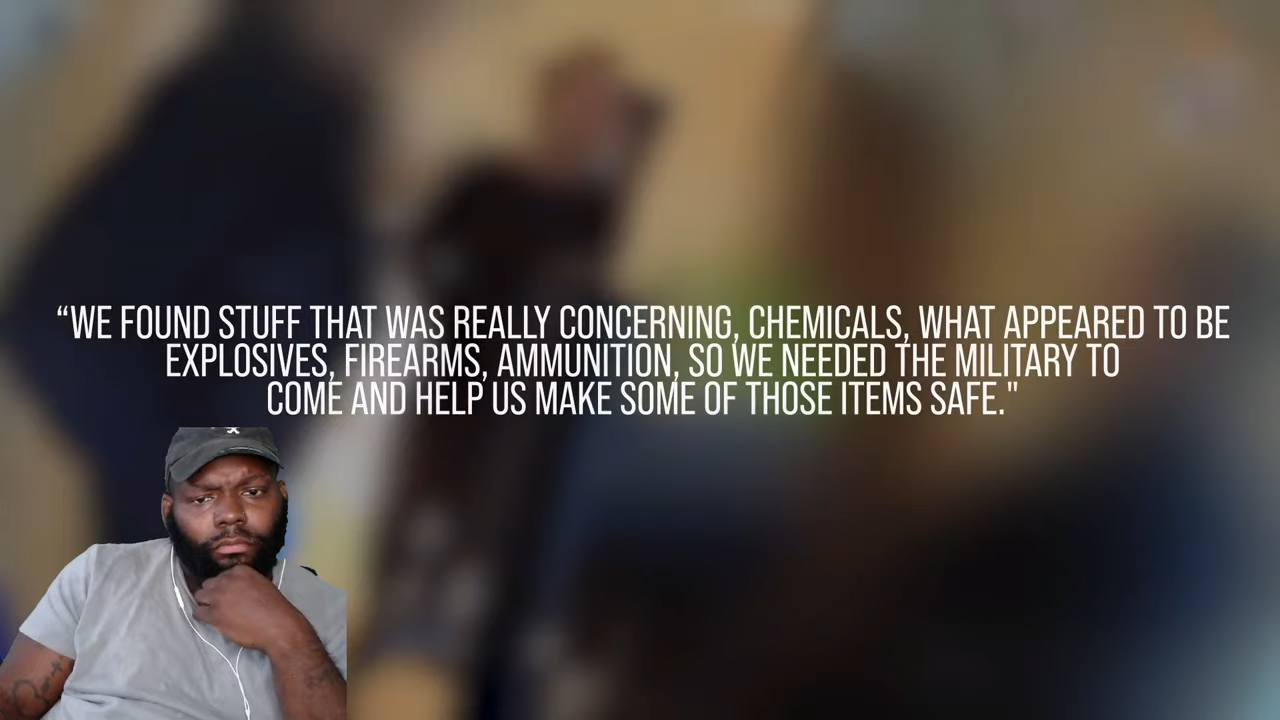 “WE FOUND STUFF THAT WAS REALLY CONCERNING, CHEMICALS, WHAT APPEARED TO BE
EXPLOSIVES, FIREARMS, AMMUNITION, SO WE NEEDED THE MILITARY TO
COME AND HELP US MAKE SOME OF THOSE ITEMS SAFE."